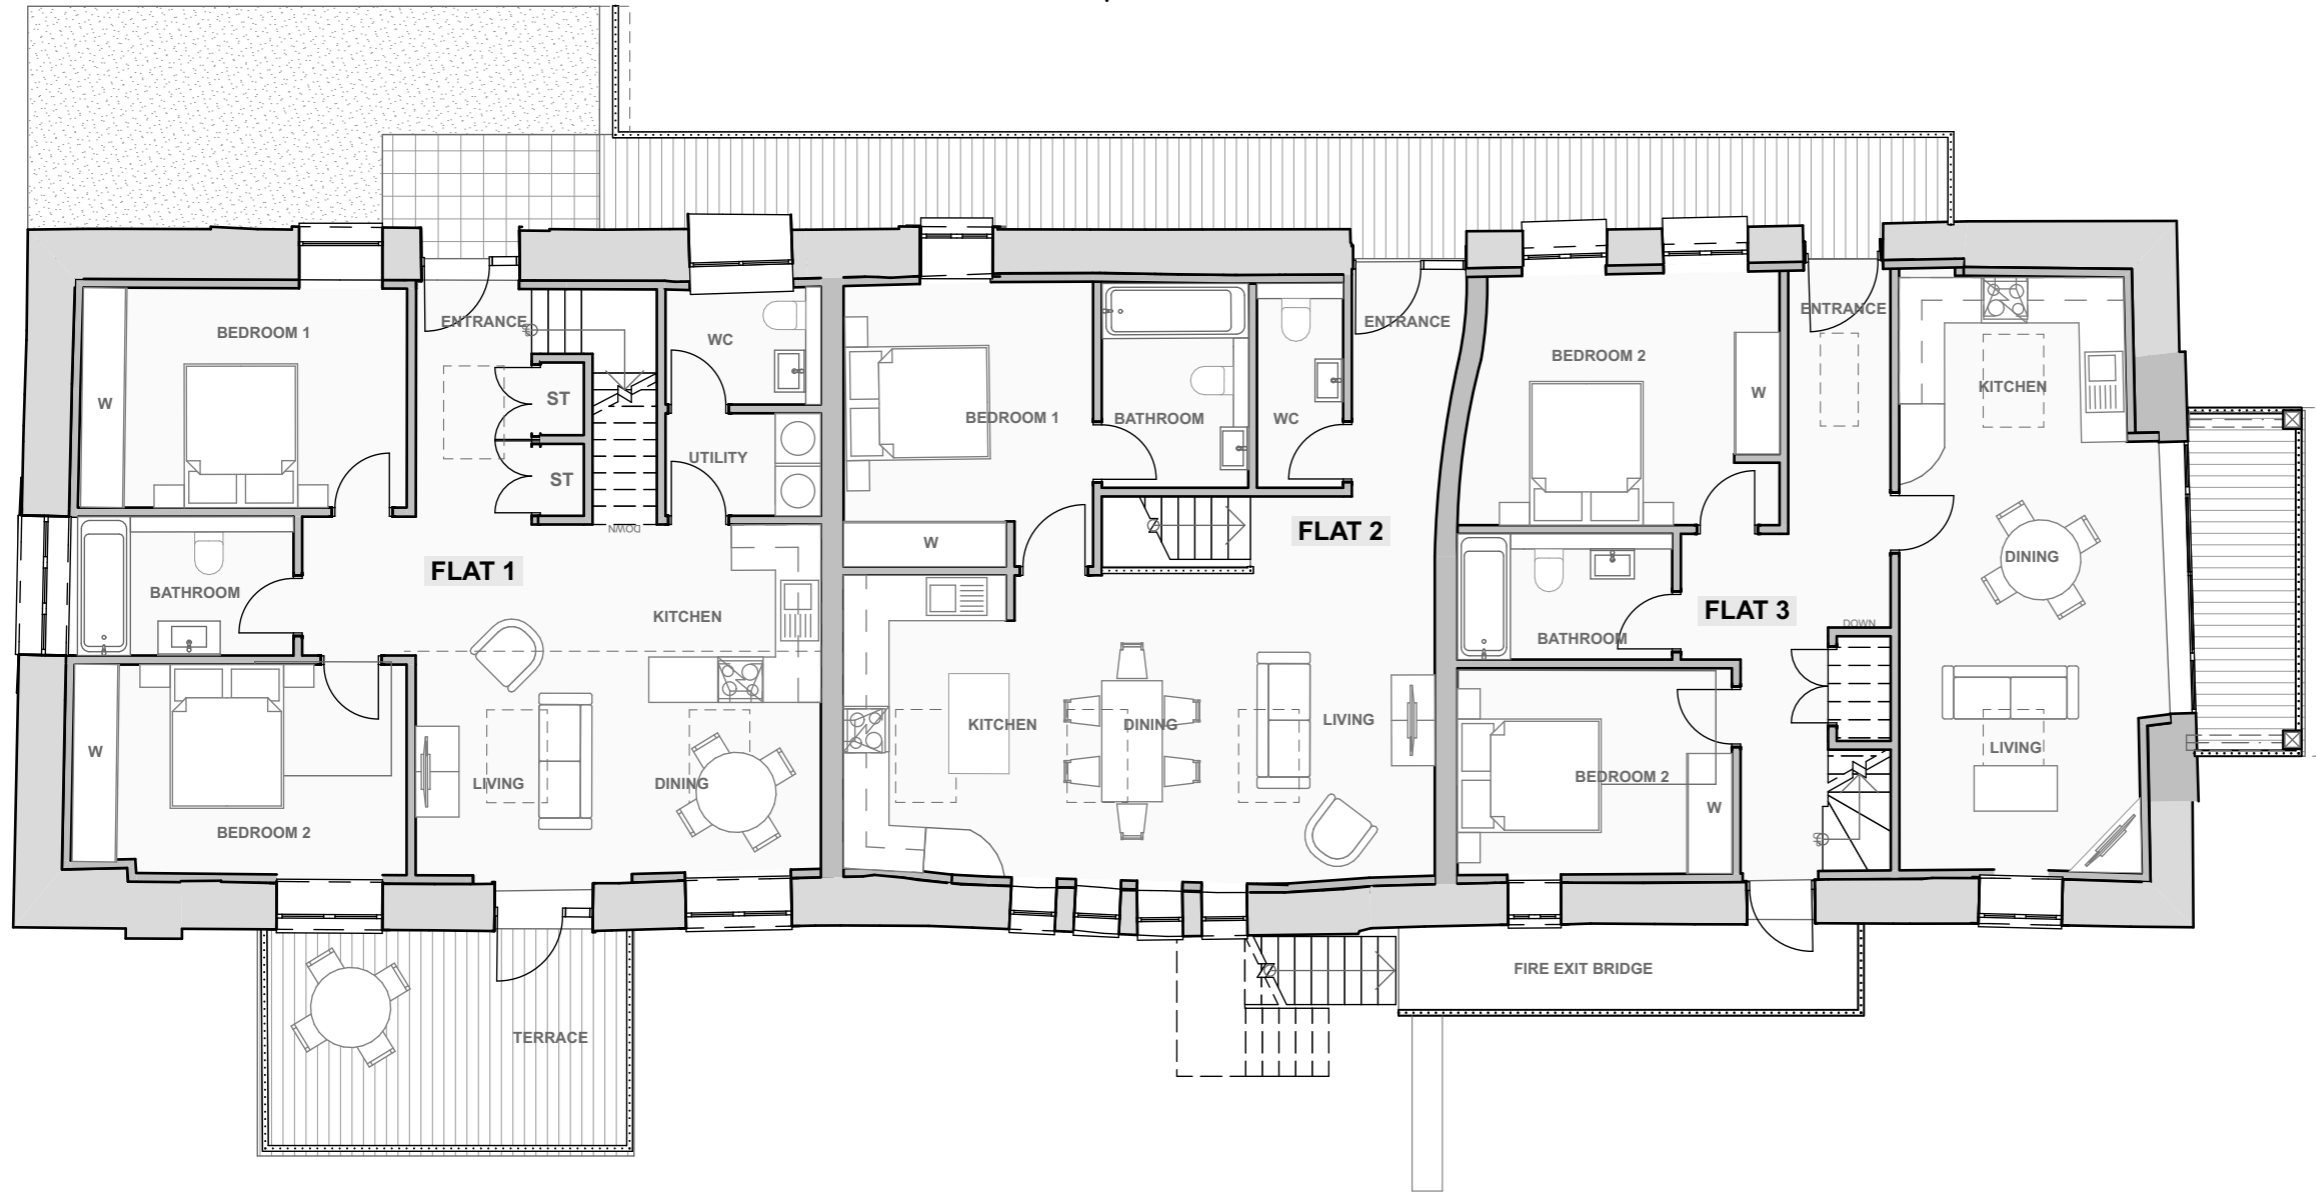 BEDROOM 1
W
ENTRANCE
ST
ST
WC
UTILITY
DOWN
FLAT 1
BATHROOM
KITCHEN
W
BEDROOM 2
LIVING
DINING
TERRACE
BEDROOM 1
BATHROOM
WC
ENTRANCE
W
FLAT 2
KITCHEN
DINING
LIVING
BEDROOM 2
W
ENTRANCE
KITCHEN
DINING
FLAT 3
BATHROOM
DOWN
BEDROOM 2
W
LIVING
FIRE EXIT BRIDGE